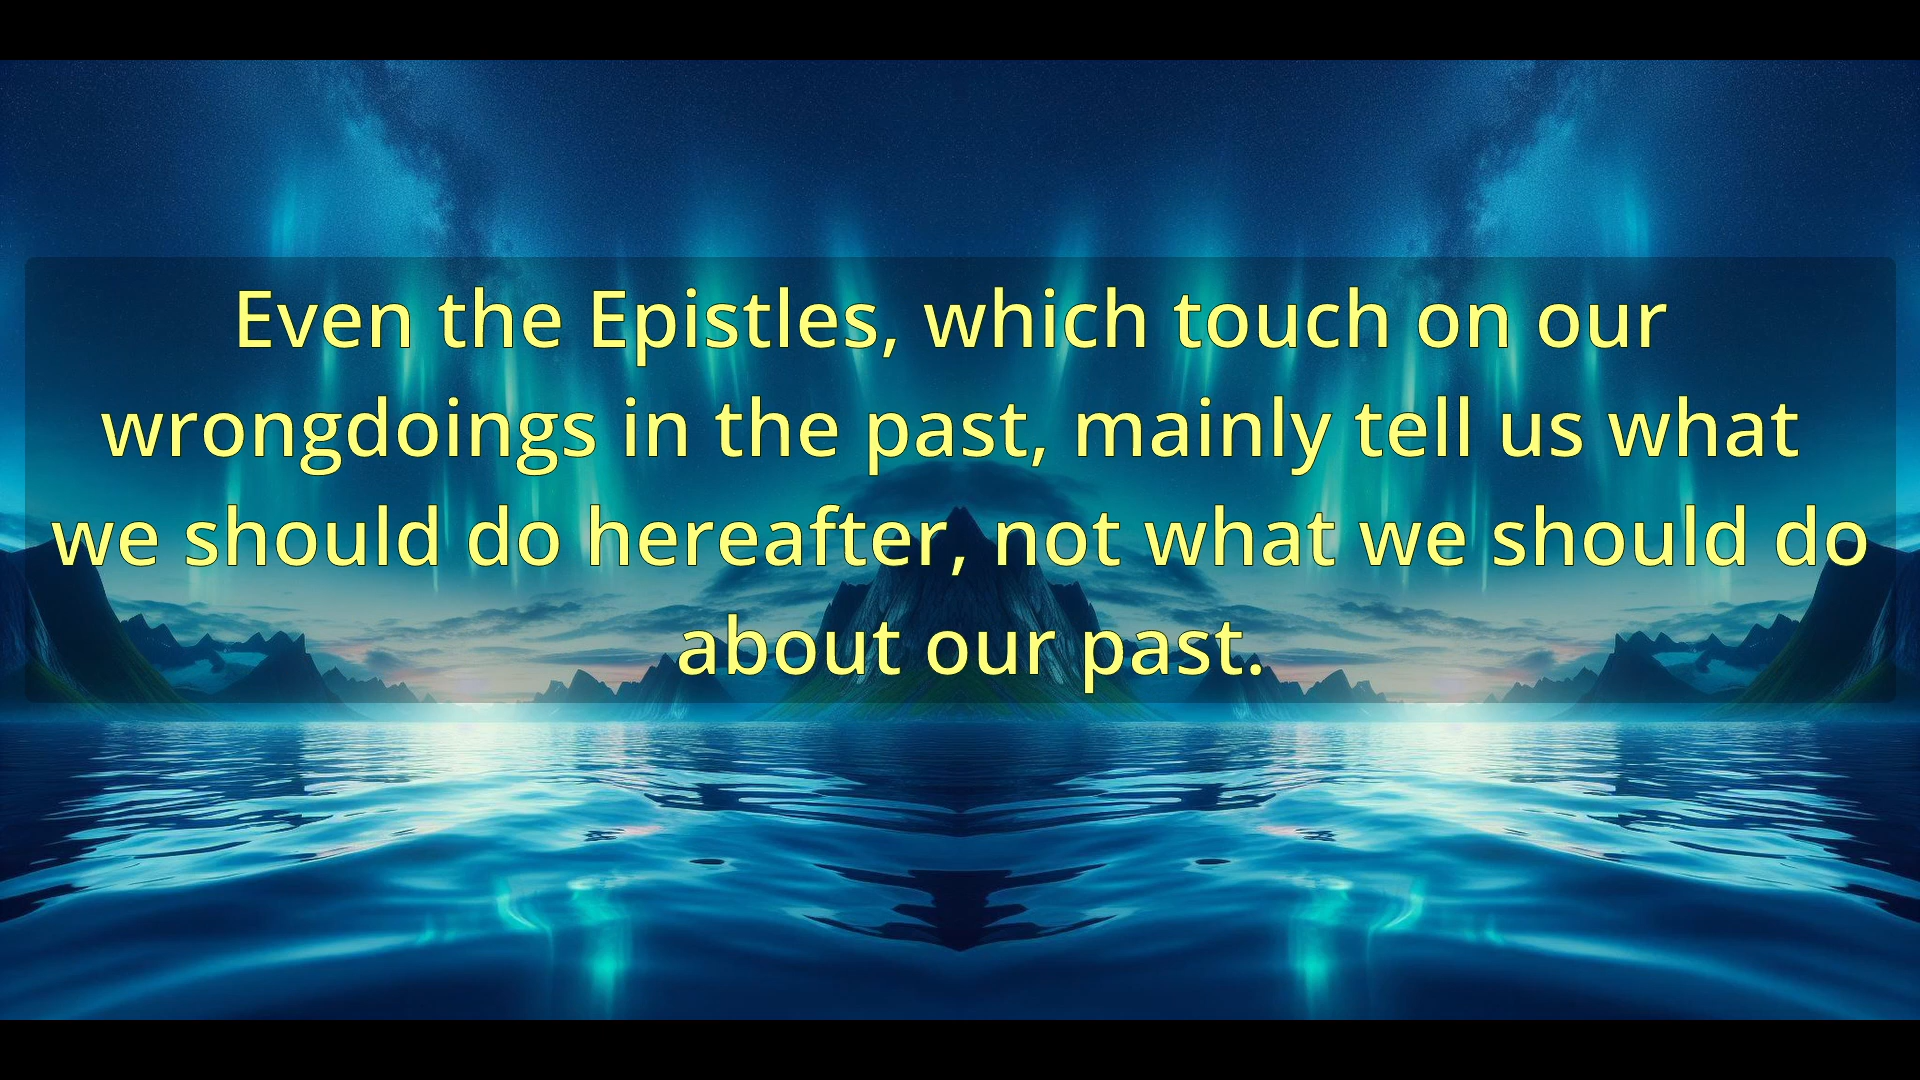 Even the Epistles, which touch on our
wrongdoings in the past, mainly tell us what
we should do hereafter, not what we should do
about our past.